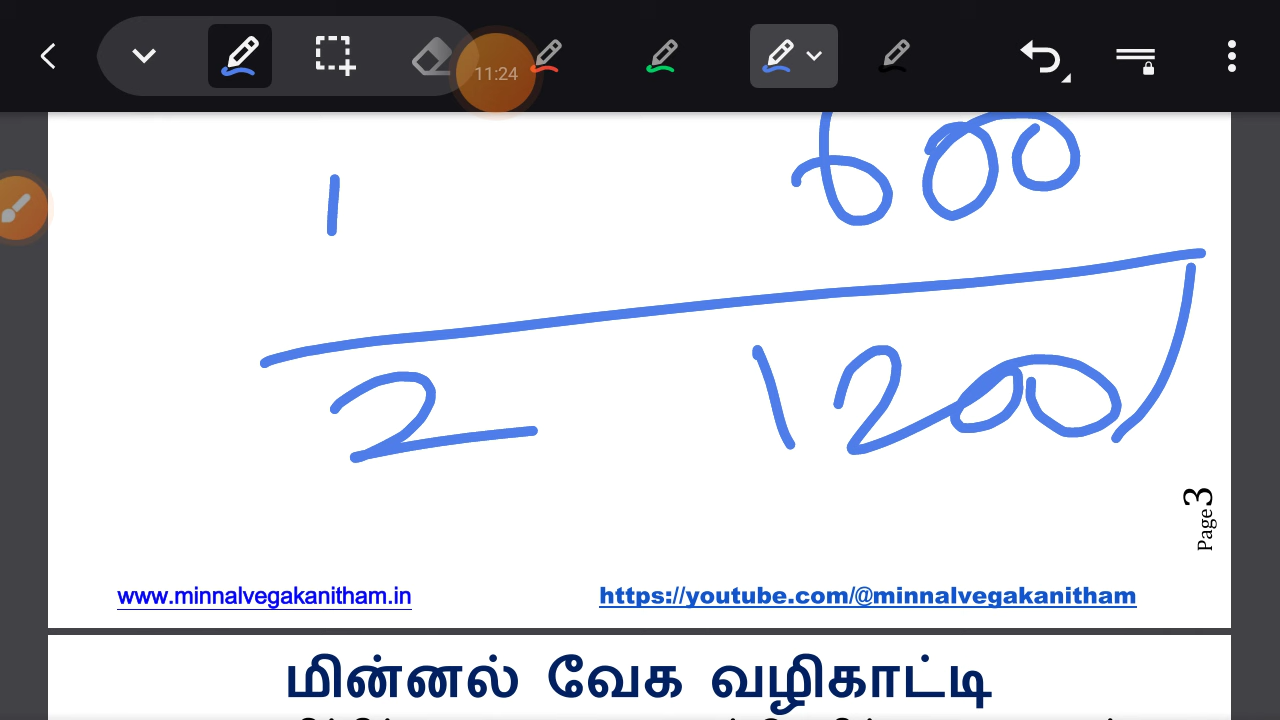 11:24
1 600
2 1200
Page 3
www.minnalvegakanitham.in https://youtube.com/@minnalvegakanitham
மின்னல் வேக வழிகாட்டி